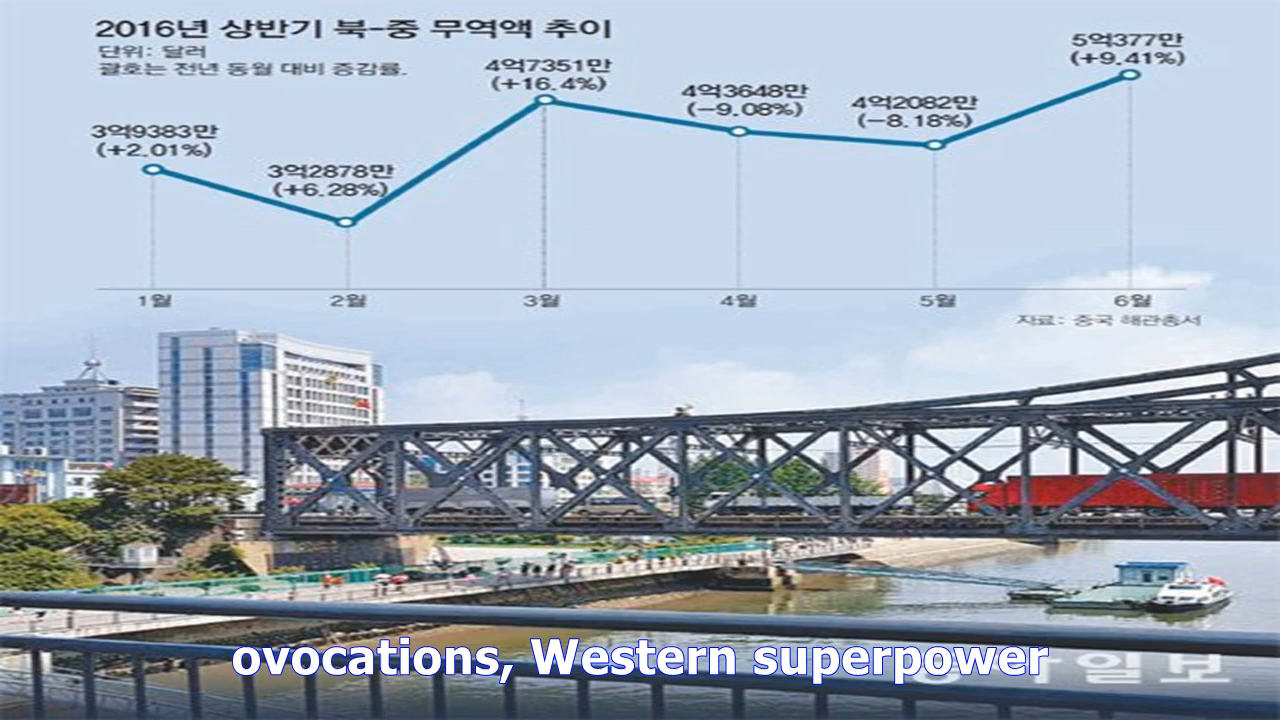 2016년 상반기 북-중 무역액 추이
단위: 달러
괄호는 전년 동월 대비 증감률.
3억9383만
(+2.01%)
3억2878만
(+6.28%)
4억7351만
(+16.4%)
4억3648만
(-9.08%)
4억2082만
(-8.18%)
5억377만
(+9.41%)
1월 2월 3월 4월 5월 6월
자료: 중국 해관총서
ovocations, Western superpower